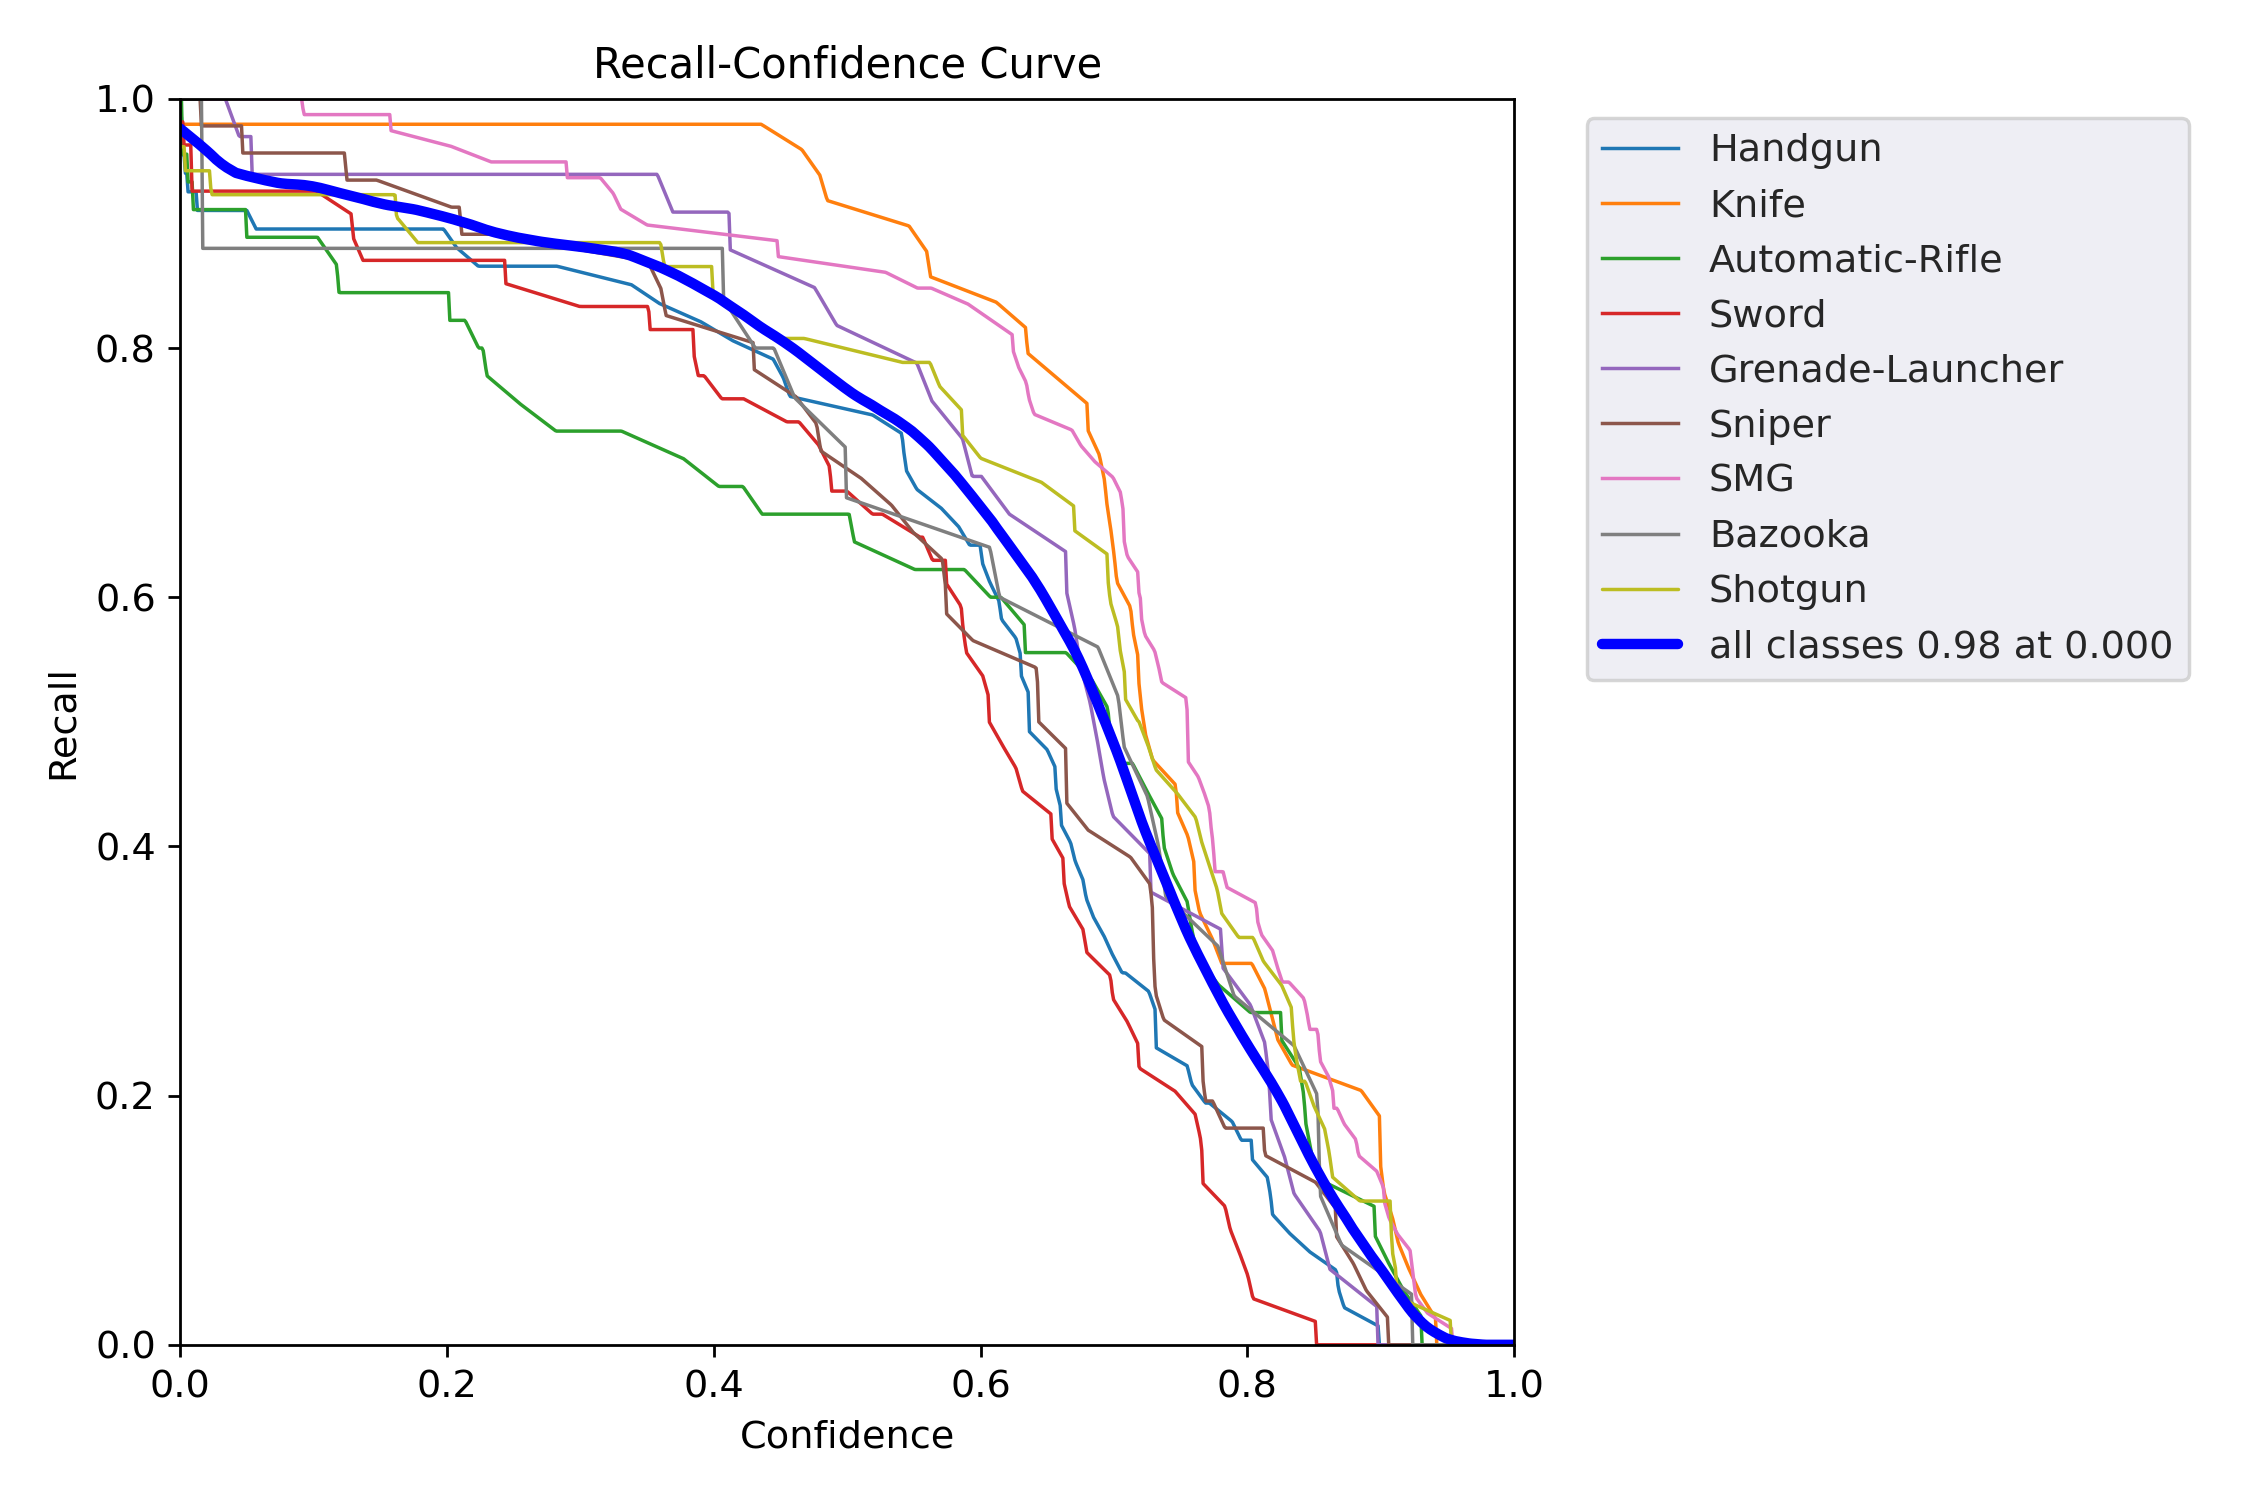 Recall-Confidence Curve
1.0
0.8
0.6
0.4
0.2
0.0
Recall
0.0 0.2 0.4 0.6 0.8 1.0
Confidence
Handgun
Knife
Automatic-Rifle
Sword
Grenade-Launcher
Sniper
SMG
Bazooka
Shotgun
all classes 0.98 at 0.000